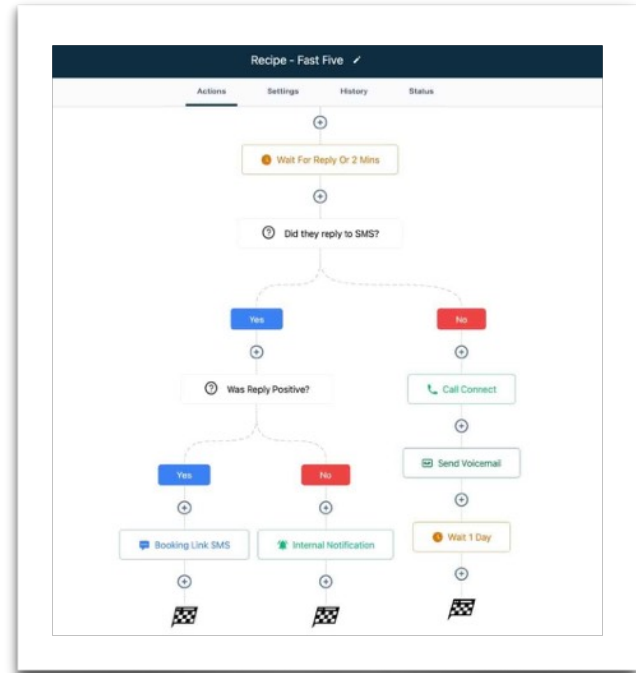 Recipe - Fast Five
Actions Settings History Status
Wait For Reply Or 2 Mins
Did they reply to SMS?
Yes No
Was Reply Positive?
Call Connect
Send Voicemail
Yes No
Booking Link SMS Internal Notification Wait 1 Day